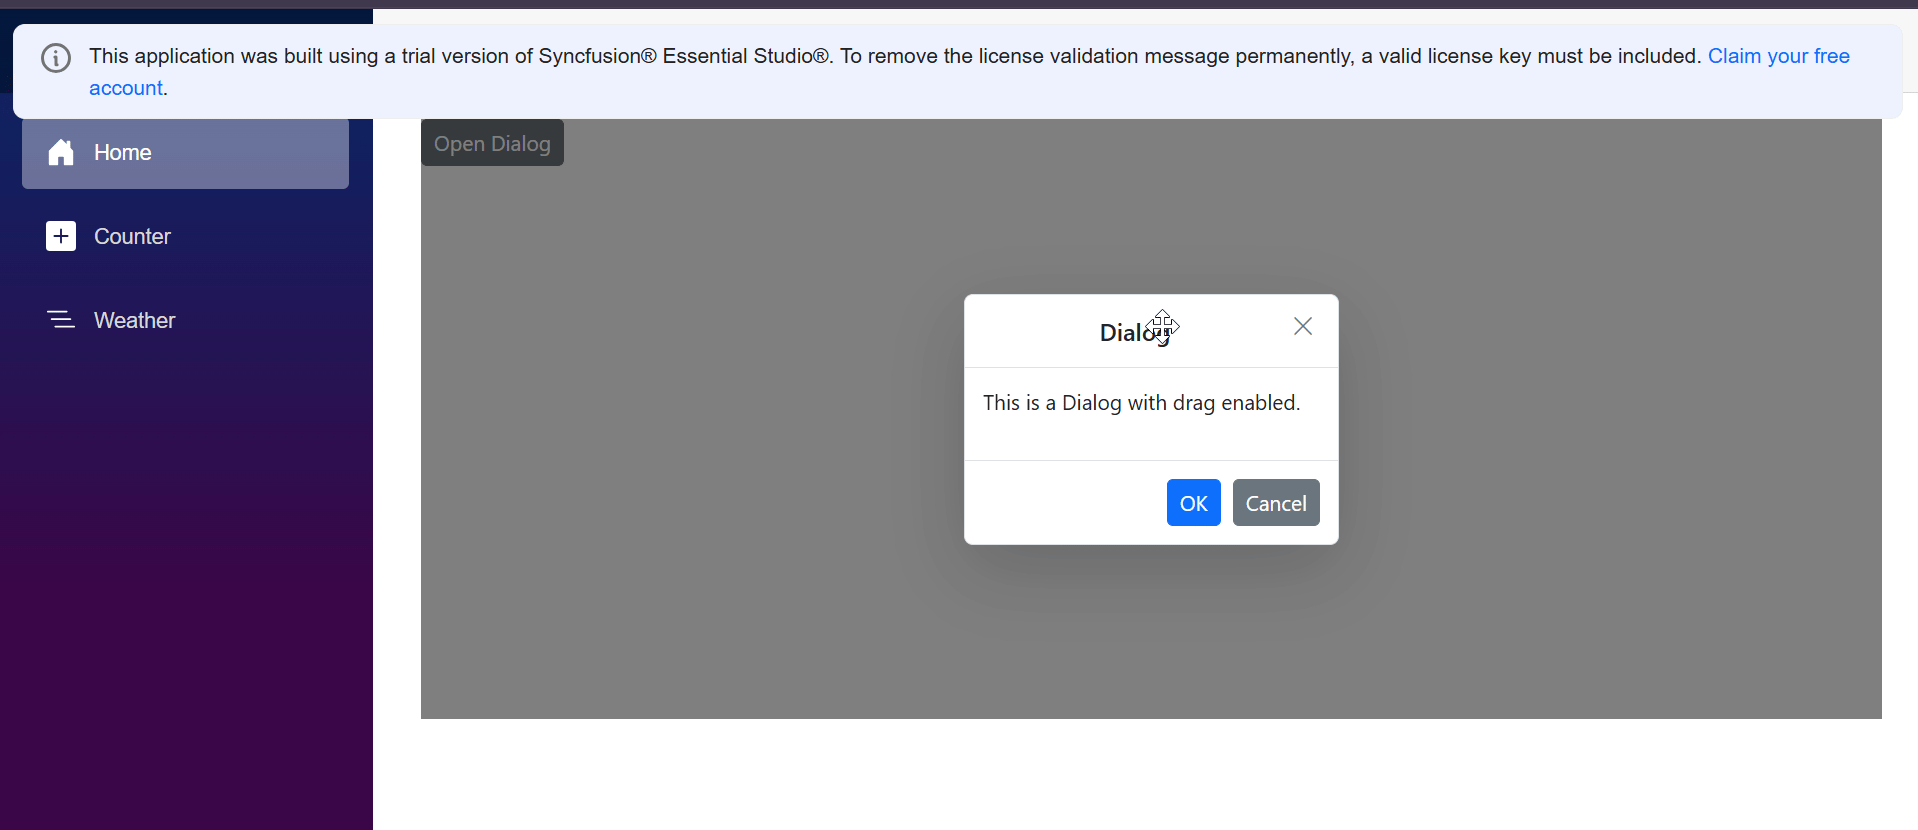 This application was built using a trial version of Syncfusion® Essential Studio®. To remove the license validation message permanently, a valid license key must be included. Claim your free
account.
Home
Counter
Weather
Open Dialog
Dialog
This is a Dialog with drag enabled.
OK
Cancel